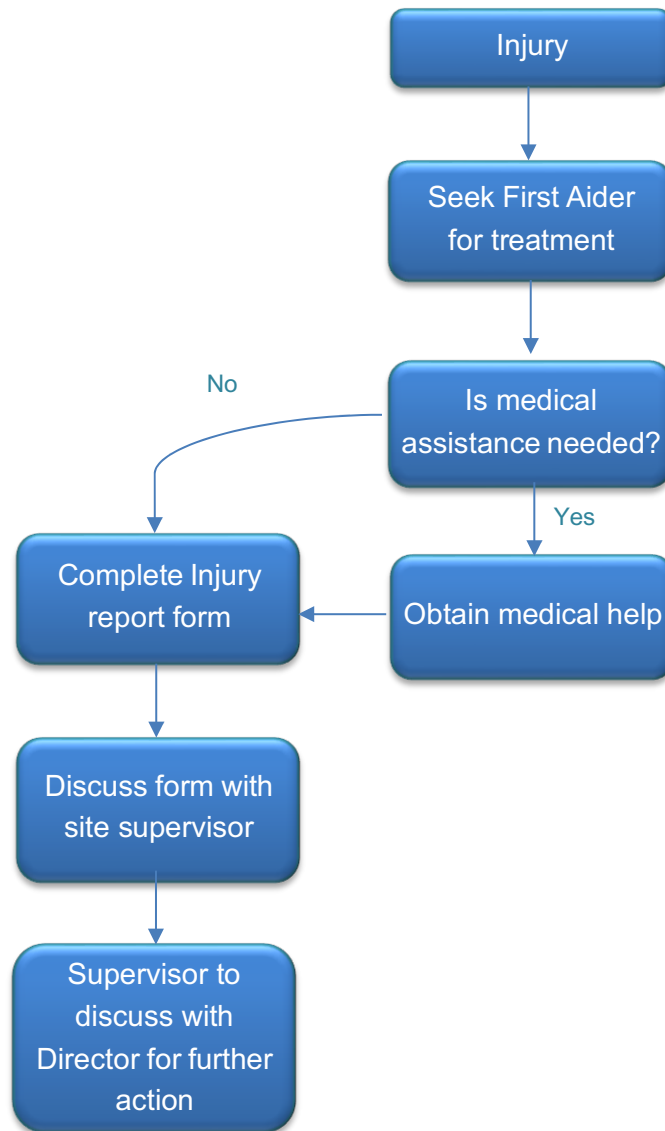 Injury
Seek First Aider
for treatment
Is medical
assistance needed?
No
Yes
Obtain medical help
Complete Injury
report form
Discuss form with
site supervisor
Supervisor to
discuss with
Director for further
action